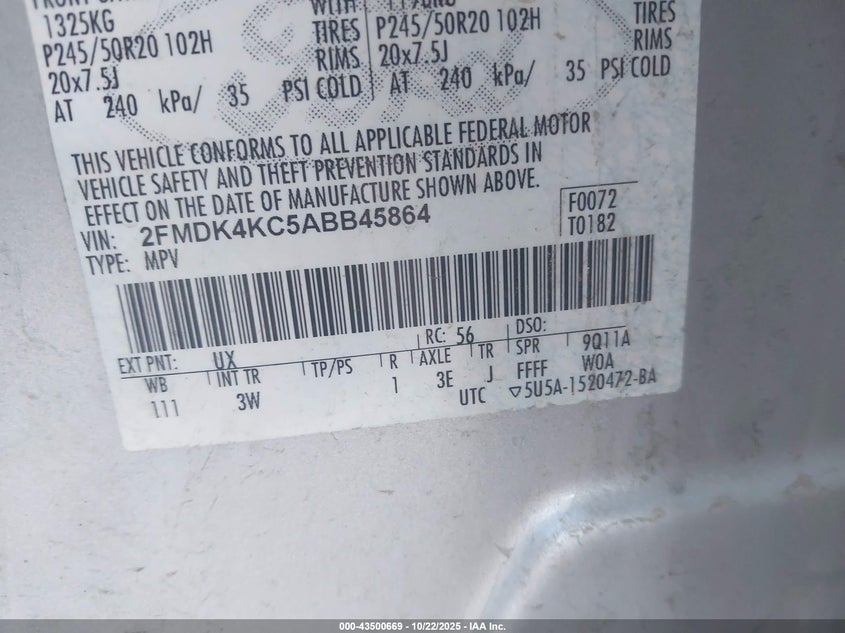 1325KG
P245/50R20 102H TIRES
20x7.5J RIMS
AT 240 kPa/ 35 PSI COLD
P245/50R20 102H TIRES
20x7.5J RIMS
AT 240 kPa/ 35 PSI COLD
THIS VEHICLE CONFORMS TO ALL APPLICABLE FEDERAL MOTOR
VEHICLE SAFETY AND THEFT PREVENTION STANDARDS IN
EFFECT ON THE DATE OF MANUFACTURE SHOWN ABOVE.
VIN: 2FMDK4KC5ABB45864
TYPE: MPV
F0072
T0182
EXT PNT: UX RC: 56 DSO:
WB INT TR TP/PS R AXLE TR SPR 9Q11A
111 3W 1 3E J FFFF WOA
UTC ▽5U5A-1520472-BA
000-43500669 - 10/22/2025 - IAA Inc.